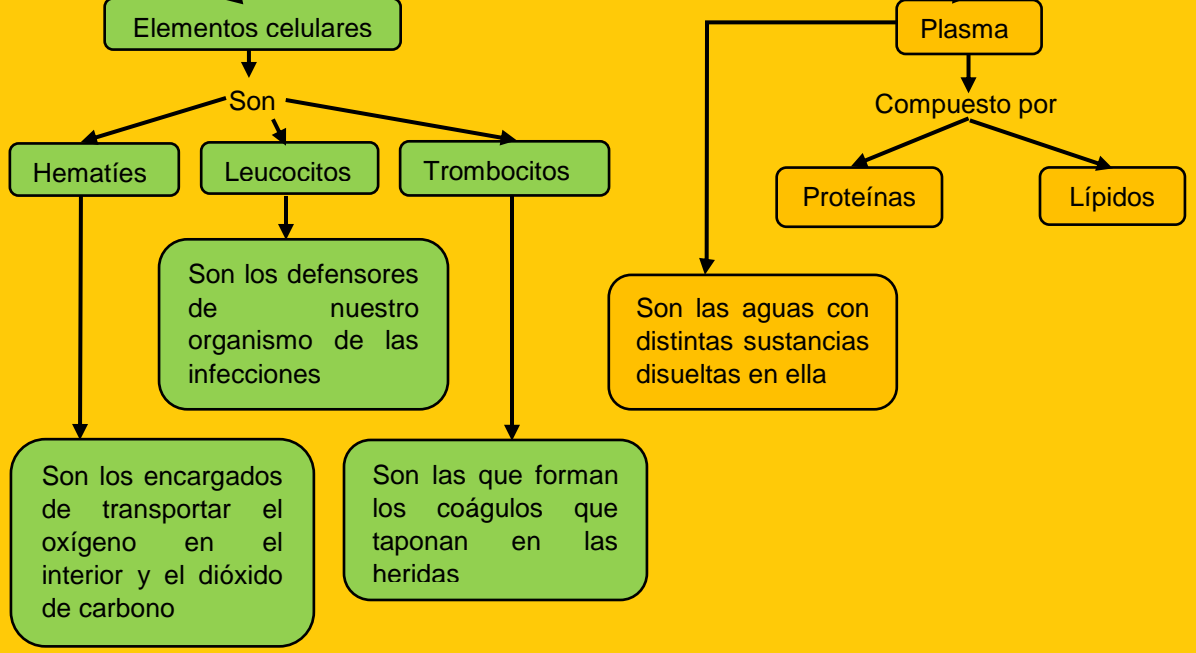 Elementos celulares
Son
Hematíes
Leucocitos
Trombocitos
Son los defensores
de nuestro
organismo de las
infecciones
Son los encargados
de transportar el
oxígeno en el
interior y el dióxido
de carbono
Son las que forman
los coágulos que
taponan en las
heridas
Plasma
Compuesto por
Proteínas
Lípidos
Son las aguas con
distintas sustancias
disueltas en ella